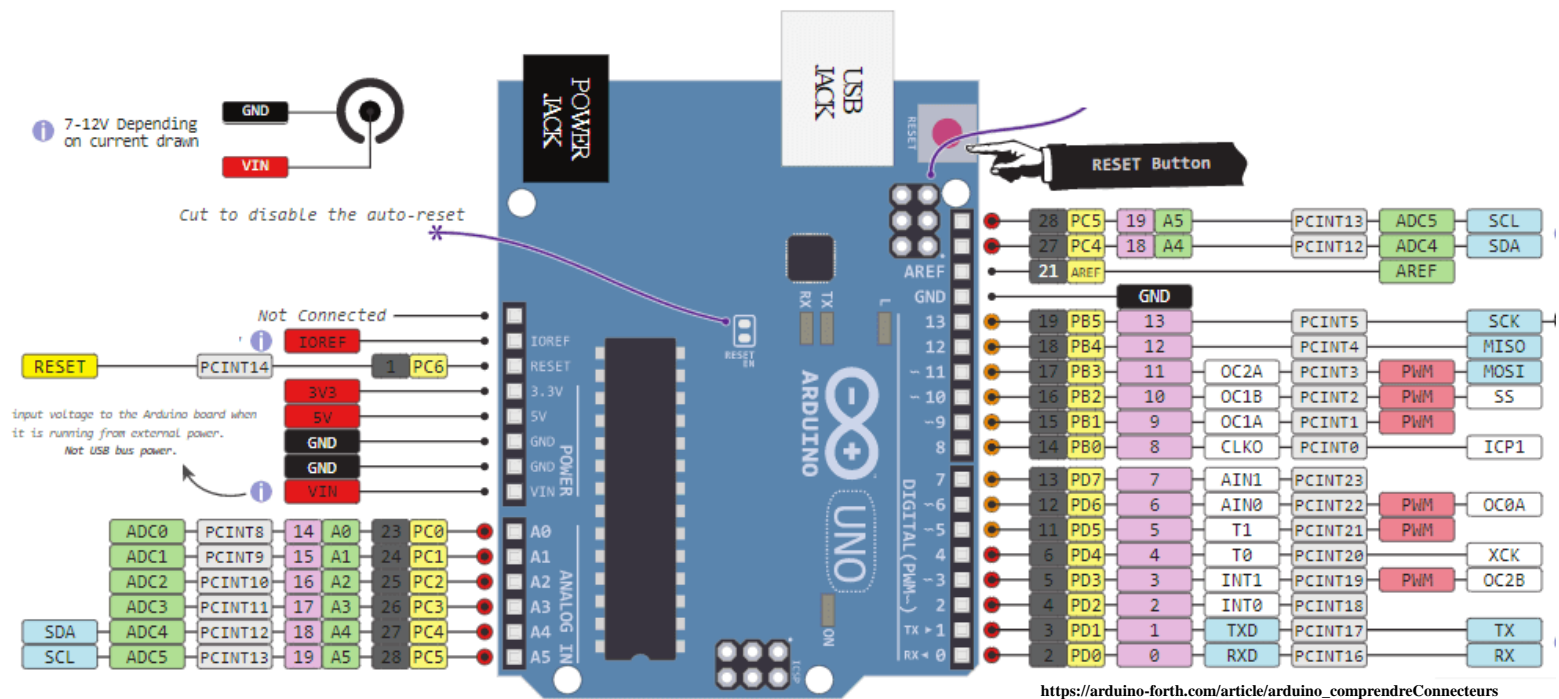 GND
7-12V Depending
on current drawn
VIN
POWER
JACK
USB
JACK
RESET
RESET Button
Cut to disable the auto-reset
28 PC5 19 A5 PCINT13 ADC5 SCL
27 PC4 18 A4 PCINT12 ADC4 SDA
21 AREF AREF
GND
19 PB5 13 PCINT5 SCK
18 PB4 12 PCINT4 MISO
17 PB3 11 OC2A PCINT3 PWM MOSI
16 PB2 10 OC1B PCINT2 PWM SS
15 PB1 9 OC1A PCINT1 PWM
14 PB0 8 CLKO PCINT0 ICP1
13 PD7 7 AIN1 PCINT23
12 PD6 6 AIN0 PCINT22 PWM OC0A
11 PD5 5 T1 PCINT21 PWM
6 PD4 4 T0 PCINT20 XCK
5 PD3 3 INT1 PCINT19 PWM OC2B
4 PD2 2 INT0 PCINT18
3 PD1 1 TXD PCINT17 TX
2 PD0 0 RXD PCINT16 RX
Not Connected
IOREF
RESET PCINT14 1 PC6
3V3
5V
GND
GND
VIN
input voltage to the Arduino board when
it is running from external power.
Not USB bus power.
ADC0 PCINT8 14 A0 23 PC0
ADC1 PCINT9 15 A1 24 PC1
ADC2 PCINT10 16 A2 25 PC2
ADC3 PCINT11 17 A3 26 PC3
SDA ADC4 PCINT12 18 A4 27 PC4
SCL ADC5 PCINT13 19 A5 28 PC5
IOREF
RESET
3.3V
5V
GND
GND
VIN
POWER
A0
A1
A2
A3
A4
A5
ANALOG IN
RESET
EN
RX
TX
L
ARDUINO
UNO
ON
ICSP
AREF
GND
13
12
~11
~10
~9
8
7
~6
~5
4
~3
2
TX▸1
RX◂0
DIGITAL(PWM~)
https://arduino-forth.com/article/arduino_comprendreConnecteurs